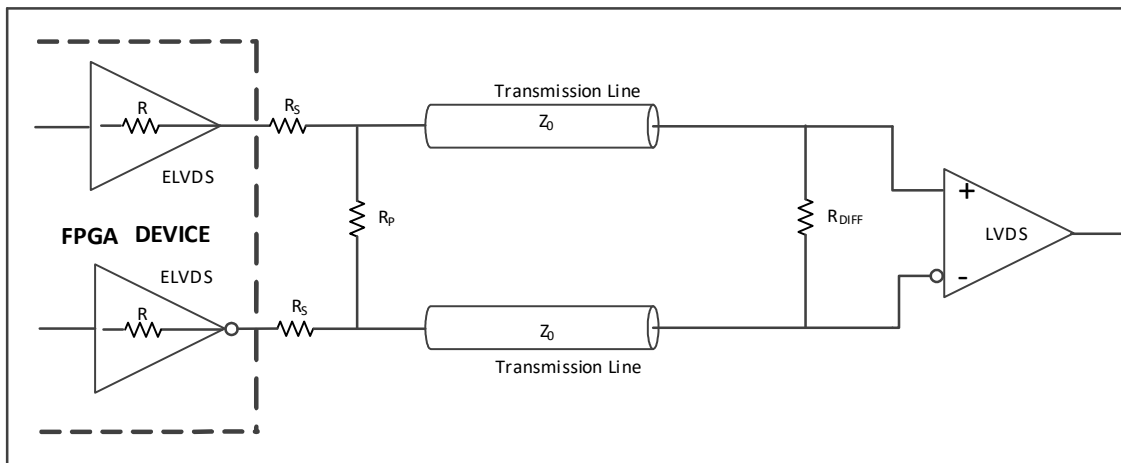 Transmission Line
Z0
R
RS
ELVDS
RP
RDIFF
+
LVDS
-
FPGA DEVICE
ELVDS
R
RS
Z0
Transmission Line